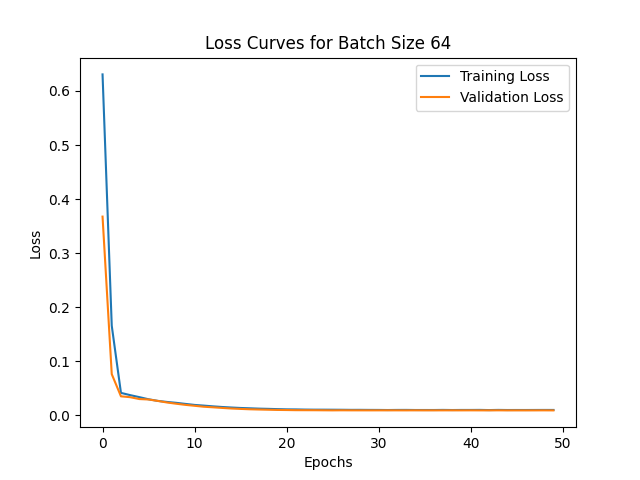 Loss Curves for Batch Size 64
Training Loss
Validation Loss
0.6
0.5
0.4
0.3
0.2
0.1
0.0
Loss
0 10 20 30 40 50
Epochs